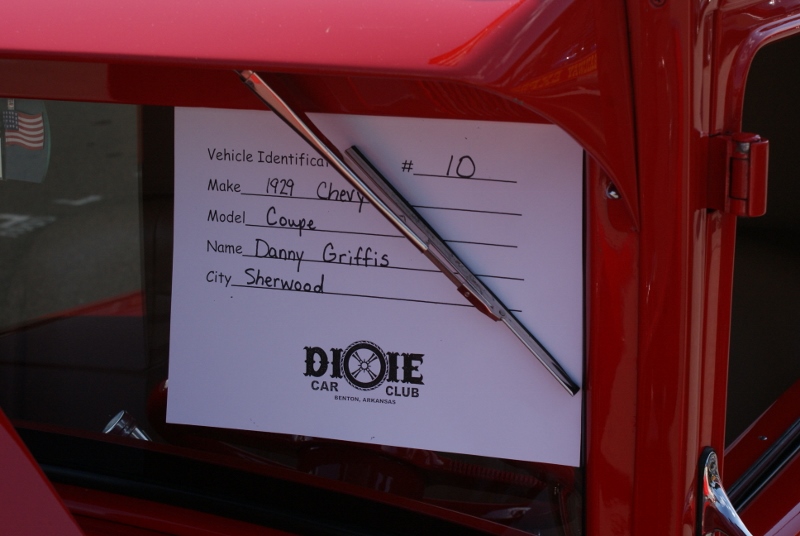 Vehicle Identificat # 10
Make 1929 Chevy
Model Coupe
Name Danny Griffis
City Sherwood
DIXIE
CAR CLUB
BENTON, ARKANSAS